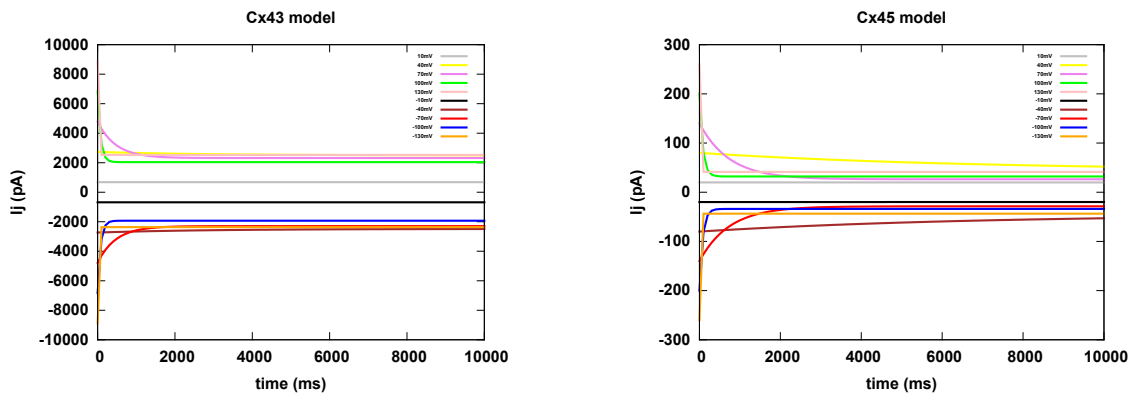 Cx43 model
10000
8000
6000
4000
2000
0
-2000
-4000
-6000
-8000
-10000
Ij (pA)
0 2000 4000 6000 8000 10000
time (ms)
10mV
40mV
70mV
100mV
130mV
-10mV
-40mV
-70mV
-100mV
-130mV
Cx45 model
300
200
100
0
-100
-200
-300
Ij (pA)
0 2000 4000 6000 8000 10000
time (ms)
10mV
40mV
70mV
100mV
130mV
-10mV
-40mV
-70mV
-100mV
-130mV